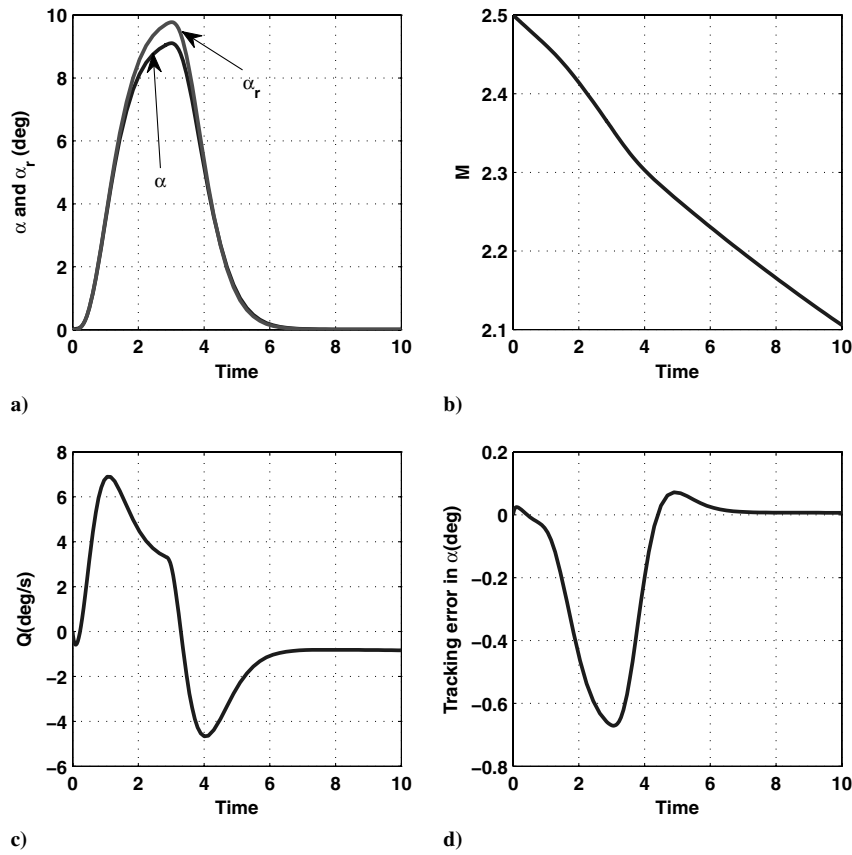 10
8
6
4
2
0
α and αr (deg)
αr
α
0 2 4 6 8 10
Time
a)
2.5
2.4
2.3
2.2
2.1
M
0 2 4 6 8 10
Time
b)
8
6
4
2
0
−2
−4
−6
Q(deg/s)
0 2 4 6 8 10
Time
c)
0.2
0
−0.2
−0.4
−0.6
−0.8
Tracking error in α(deg)
0 2 4 6 8 10
Time
d)